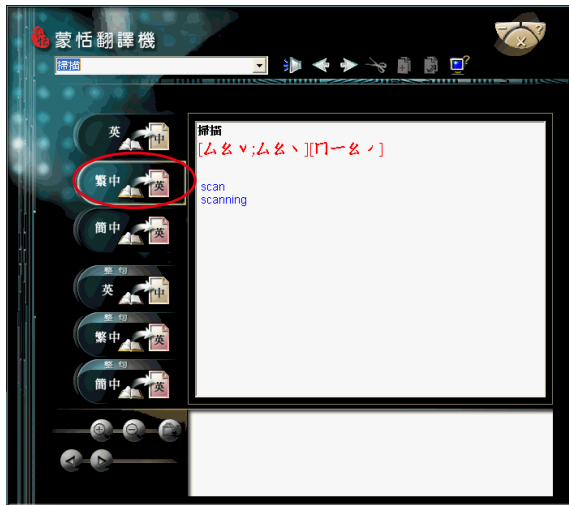 蒙恬翻譯機
掃描
英 中
繁中 英
簡中 英
整句
英 中
整句
繁中 英
整句
簡中 英
掃描
[ㄙㄠˇ;ㄙㄠˋ][ㄇㄧㄠˊ]
scan
scanning